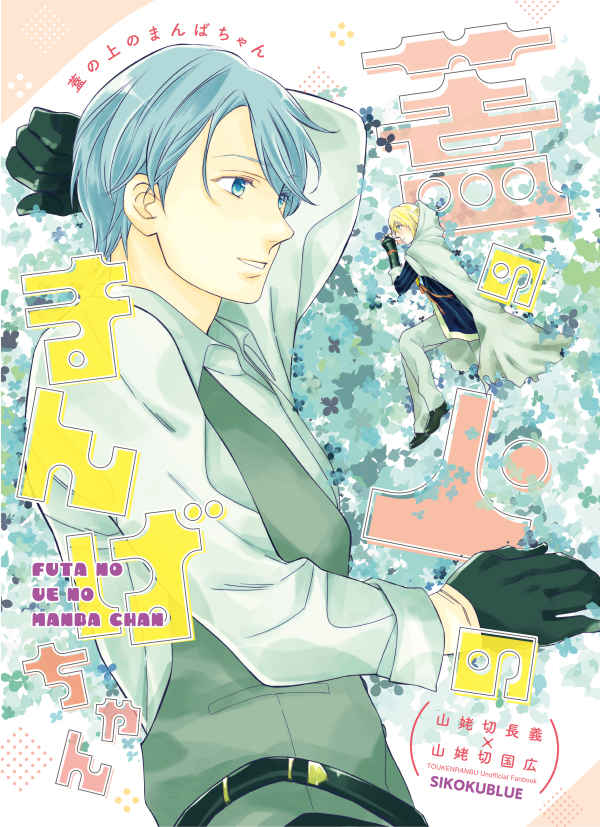 蓋の上のまんばちゃん
蓋の上の
まんばちゃん
FUTA NO
UE NO
MANBA CHAN
山姥切長義
×
山姥切国広
TOUKENRANBU Unofficial Fanbook
SIKOKUBLUE